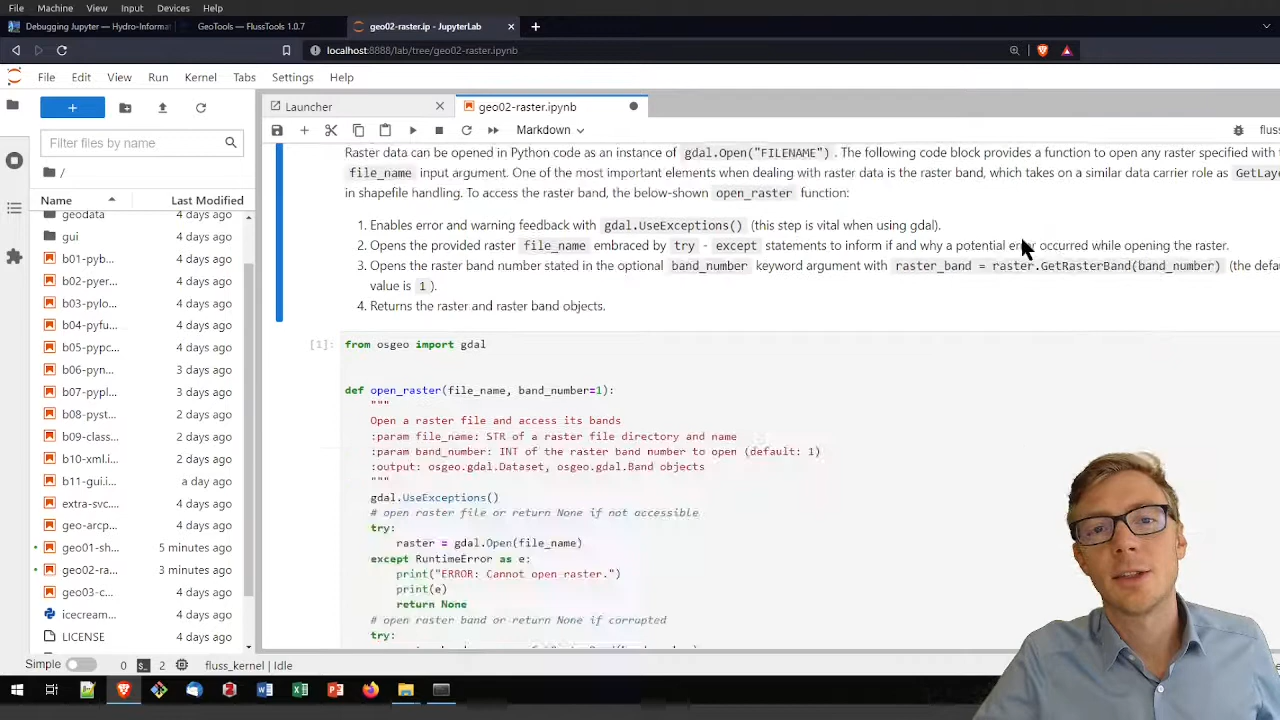 File Machine View Input Devices Help
Debugging Jupyter — Hydro-Informat
GeoTools — FlussTools 1.0.7
geo02-raster.ip - JupyterLab
localhost:8888/lab/tree/geo02-raster.ipynb
File Edit View Run Kernel Tabs Settings Help
Launcher
geo02-raster.ipynb
Markdown
fluss
Filter files by name
/
Name Last Modified
geodata 4 days ago
gui 4 days ago
b01-pyb... 4 days ago
b02-pyer... 4 days ago
b03-pylo... 4 days ago
b04-pyfu... 4 days ago
b05-pypc... 4 days ago
b06-pyn... 3 days ago
b07-pypl... 3 days ago
b08-pyst... 2 days ago
b09-class... 2 days ago
b10-xml.i... 2 days ago
b11-gui.i... a day ago
extra-svc... 4 days ago
geo-arcp... 4 days ago
geo01-sh... 5 minutes ago
geo02-ra... 3 minutes ago
geo03-c... 4 days ago
icecream... 4 days ago
LICENSE 4 days ago
Raster data can be opened in Python code as an instance of gdal.Open("FILENAME") . The following code block provides a function to open any raster specified with
file_name input argument. One of the most important elements when dealing with raster data is the raster band, which takes on a similar data carrier role as GetLay
in shapefile handling. To access the raster band, the below-shown open_raster function:
1. Enables error and warning feedback with gdal.UseExceptions() (this step is vital when using gdal).
2. Opens the provided raster file_name embraced by try - except statements to inform if and why a potential error occurred while opening the raster.
3. Opens the raster band number stated in the optional band_number keyword argument with raster_band = raster.GetRasterBand(band_number) (the defau
value is 1 ).
4. Returns the raster and raster band objects.
[1]: from osgeo import gdal
def open_raster(file_name, band_number=1):
"""
Open a raster file and access its bands
:param file_name: STR of a raster file directory and name
:param band_number: INT of the raster band number to open (default: 1)
:output: osgeo.gdal.Dataset, osgeo.gdal.Band objects
"""
gdal.UseExceptions()
# open raster file or return None if not accessible
try:
raster = gdal.Open(file_name)
except RuntimeError as e:
print("ERROR: Cannot open raster.")
print(e)
return None
# open raster band or return None if corrupted
try:
Simple 0 2 fluss_kernel | Idle